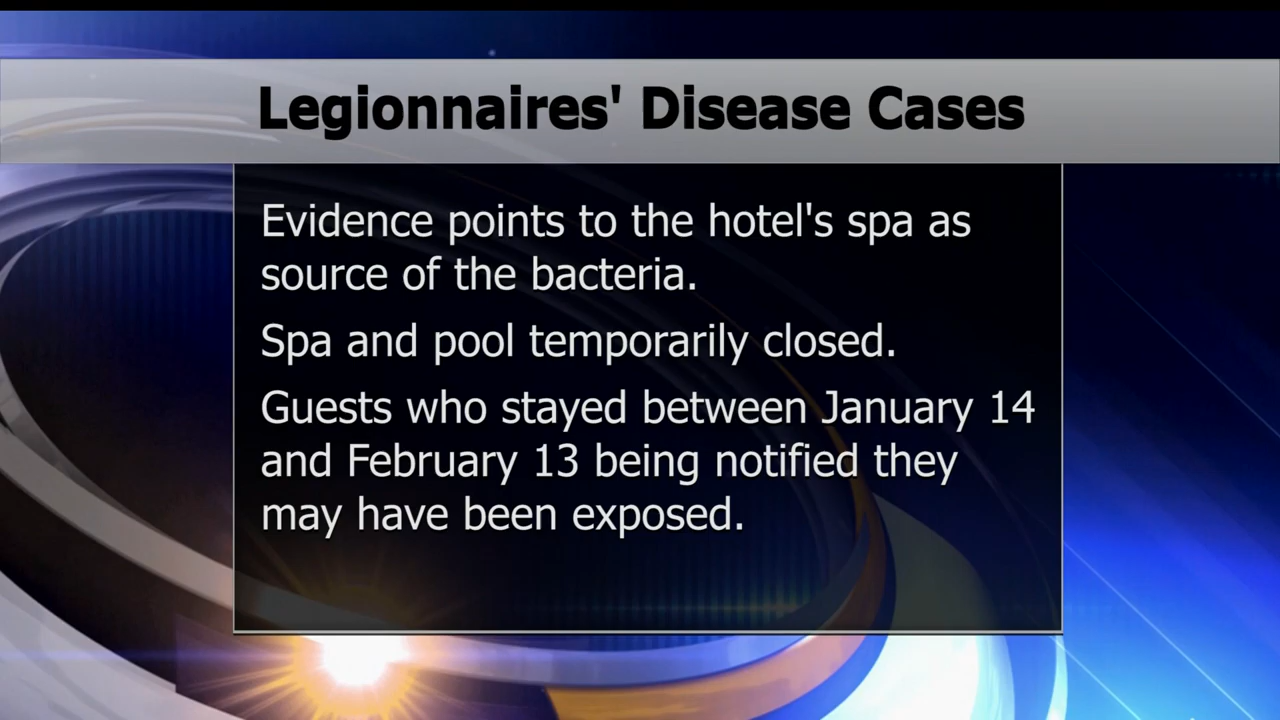 Legionnaires' Disease Cases
Evidence points to the hotel's spa as
source of the bacteria.
Spa and pool temporarily closed.
Guests who stayed between January 14
and February 13 being notified they
may have been exposed.